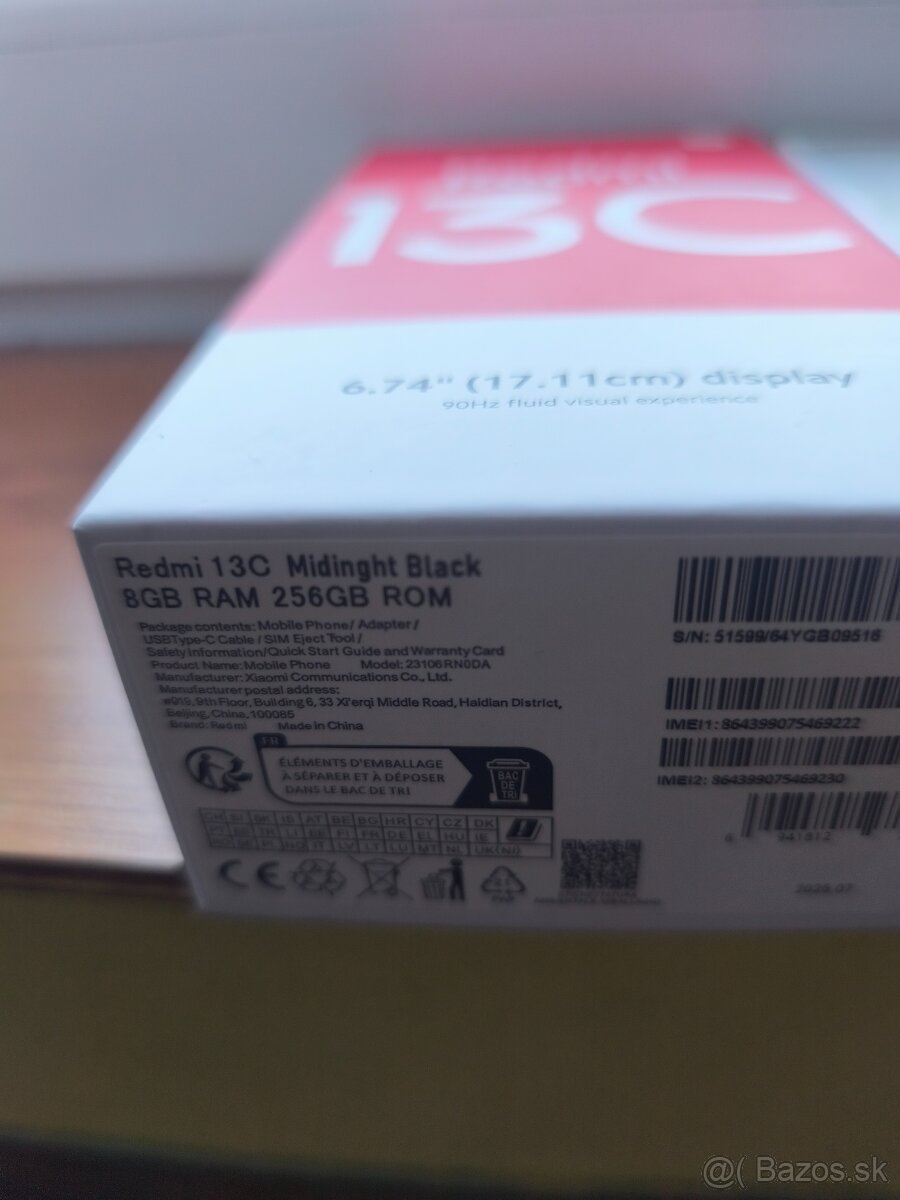 13C
6.74" (17.11cm) display
90Hz fluid visual experience
Redmi 13C Midinght Black
8GB RAM 256GB ROM
Package contents: Mobile Phone/ Adapter/
USBType-C Cable / SIM Eject Tool /
Safety information/Quick Start Guide and Warranty Card
Product Name: Mobile Phone Model: 23106RN0DA
Manufacturer: Xiaomi Communications Co., Ltd.
Manufacturer postal address:
#019, 9th Floor, Building 6, 33 Xi'erqi Middle Road, Haidian District,
Beijing, China, 100085
Brand: Redmi Made in China
S/N: 51599/64YGB09516
IMEI1: 864399075469222
IMEI2: 864399075469230
6 941812
FR
ÉLÉMENTS D'EMBALLAGE
À SÉPARER ET À DÉPOSER
DANS LE BAC DE TRI
BAC
DE
TRI
IS AT BE BG HR CY CZ DK
PT TR LI EE FI FR DE EL HU IE
PL NO IT LV LT LU MT NL UK(NI)
CE
@( Bazos.sk